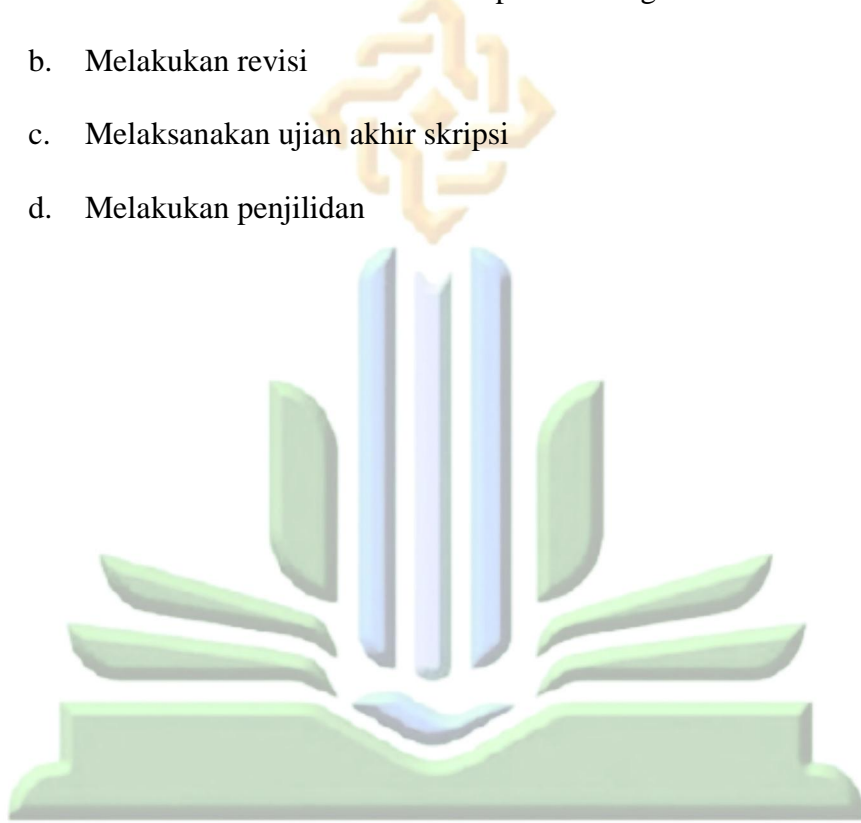 b. Melakukan revisi
c. Melaksanakan ujian akhir skripsi
d. Melakukan penjilidan